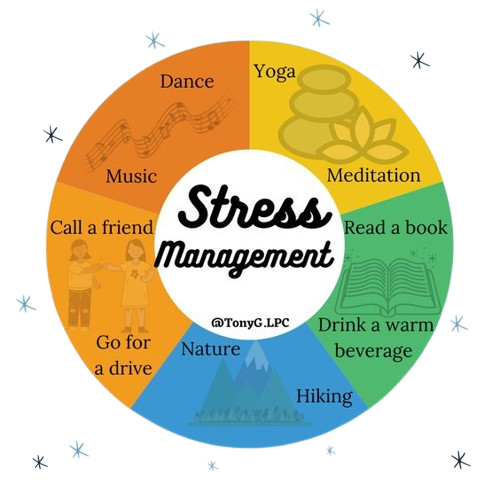 Stress
Management
@TonyG.LPC
Yoga
Meditation
Read a book
Drink a warm
beverage
Hiking
Nature
Go for
a drive
Call a friend
Music
Dance